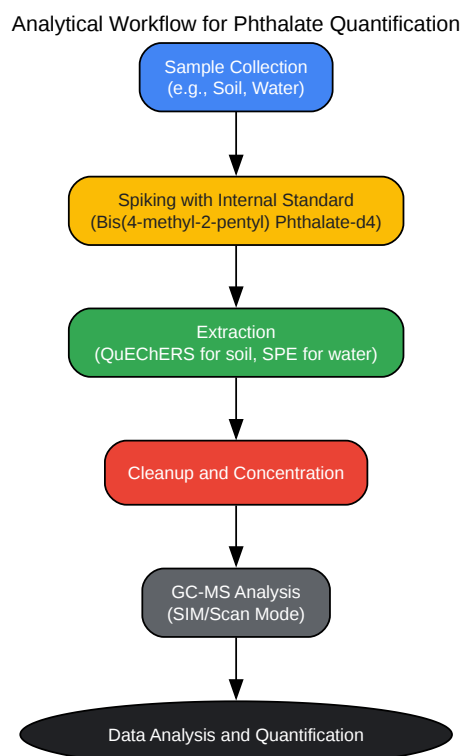 Analytical Workflow for Phthalate Quantification
Sample Collection
(e.g., Soil, Water)
Spiking with Internal Standard
(Bis(4-methyl-2-pentyl) Phthalate-d4)
Extraction
(QuEChERS for soil, SPE for water)
Cleanup and Concentration
GC-MS Analysis
(SIM/Scan Mode)
Data Analysis and Quantification